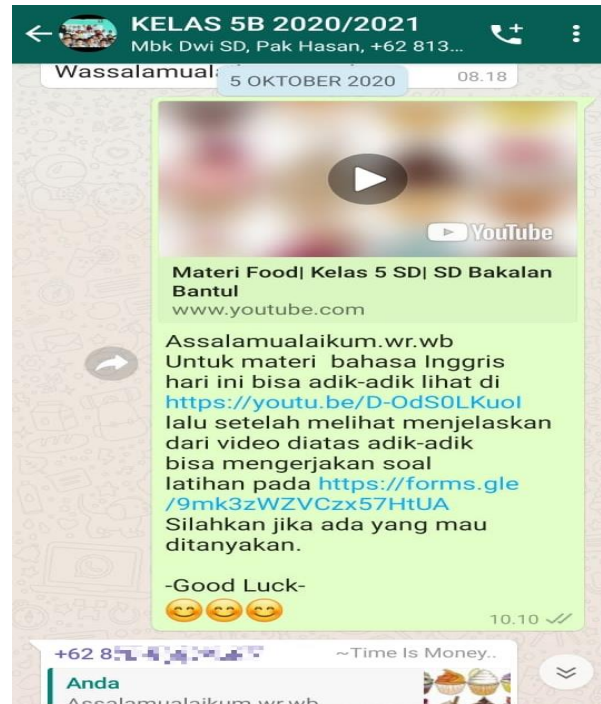 KELAS 5B 2020/2021
Mbk Dwi SD, Pak Hasan, +62 813...
Wassalamual
08.18
5 OKTOBER 2020
YouTube
Materi Food| Kelas 5 SD| SD Bakalan
Bantul
www.youtube.com
Assalamualaikum.wr.wb
Untuk materi bahasa Inggris
hari ini bisa adik-adik lihat di
https://youtu.be/D-OdS0LKuoI
lalu setelah melihat menjelaskan
dari video diatas adik-adik
bisa mengerjakan soal
latihan pada https://forms.gle
/9mk3zWZVCzx57HtUA
Silahkan jika ada yang mau
ditanyakan.
-Good Luck-
😊😊😊
10.10
+62 8
~Time Is Money..
Anda
Assalamualaikum.wr.wb